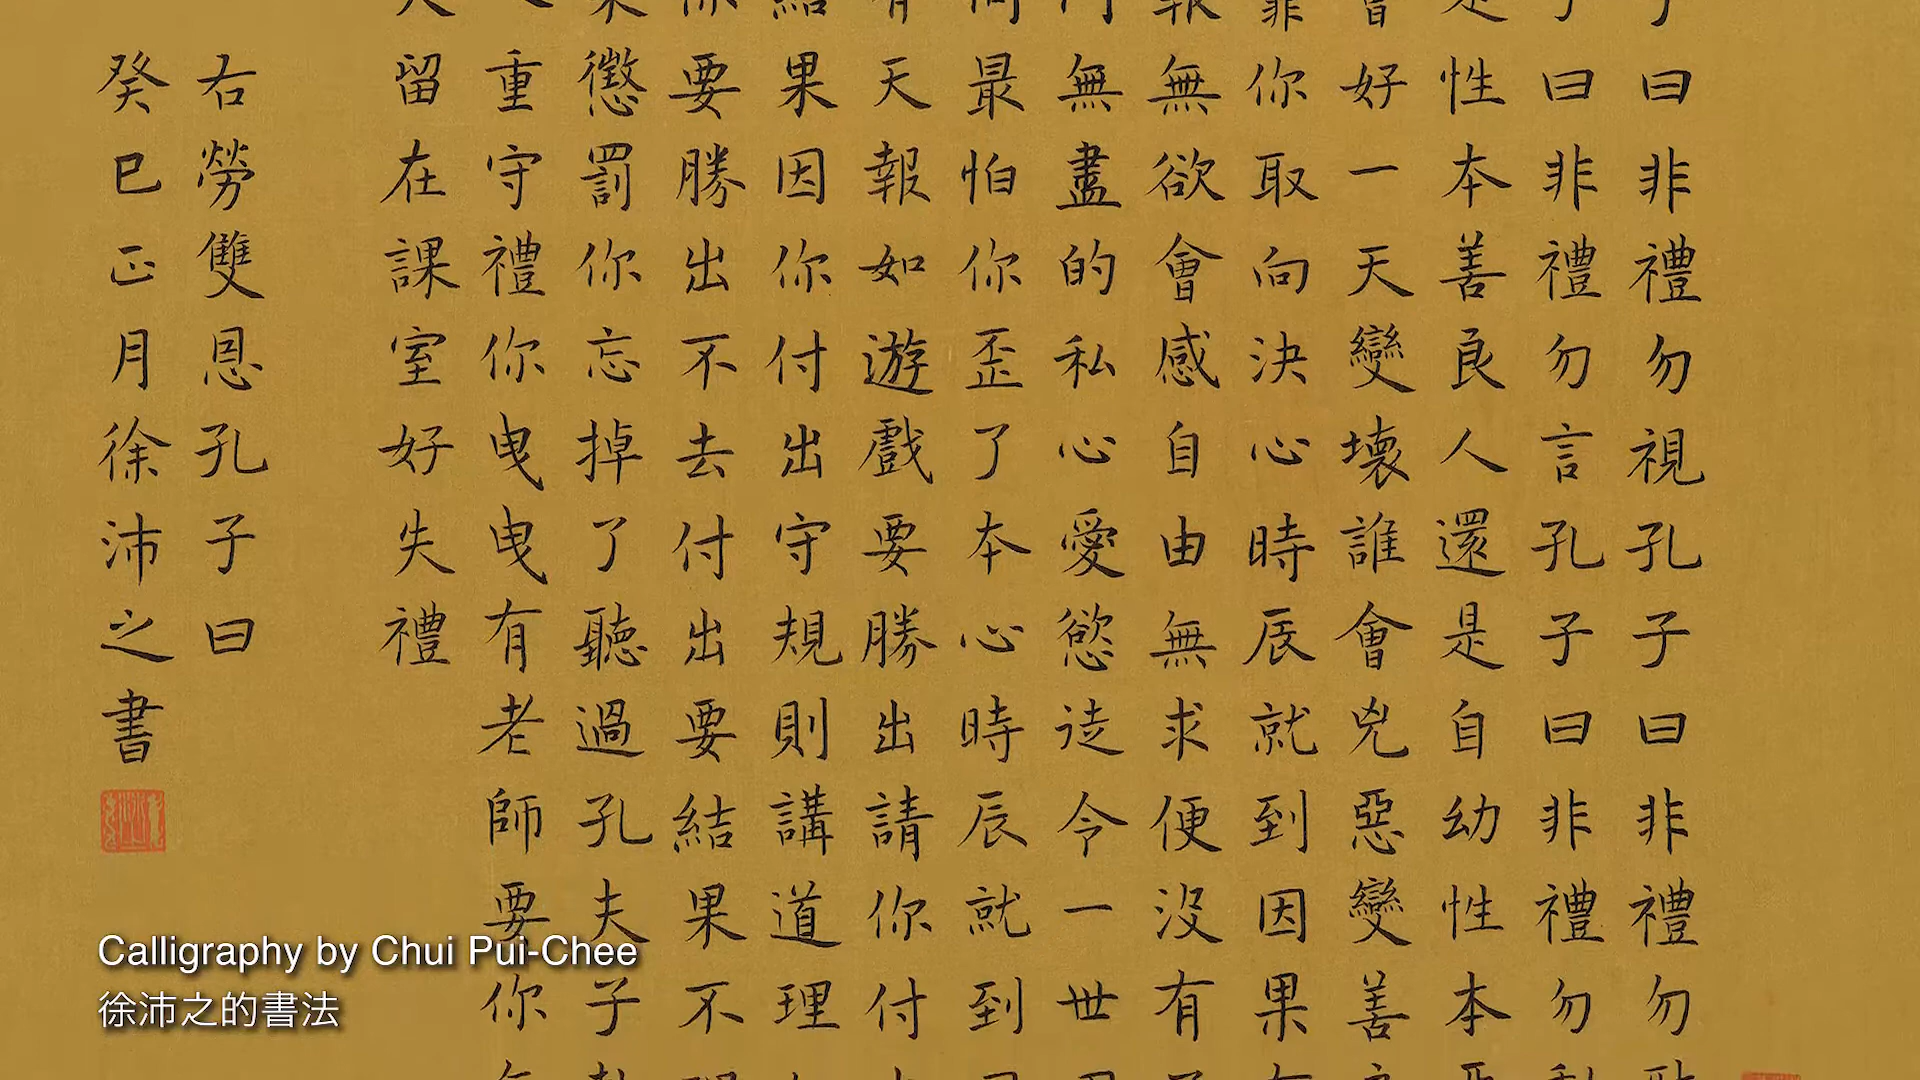 曰非禮勿視孔子曰非禮勿
曰非禮勿言孔子曰非禮勿
性本善良人還是自幼性本
好一天變壞誰會兇惡變善
你取向決心時辰就到因果
無欲會感自由無求便沒有
無盡的私心愛慾徒令一世
最怕你歪了本心時辰就到
天報如遊戲要勝出請你付
果因你付出守規則講道理
要勝出不去付出要結果不
懲罰你忘掉了聽過孔夫子
重守禮你曳曳有老師要你
留在課室好失禮
右勞雙恩孔子曰
癸巳正月徐沛之書
Calligraphy by Chui Pui-Chee
徐沛之的書法